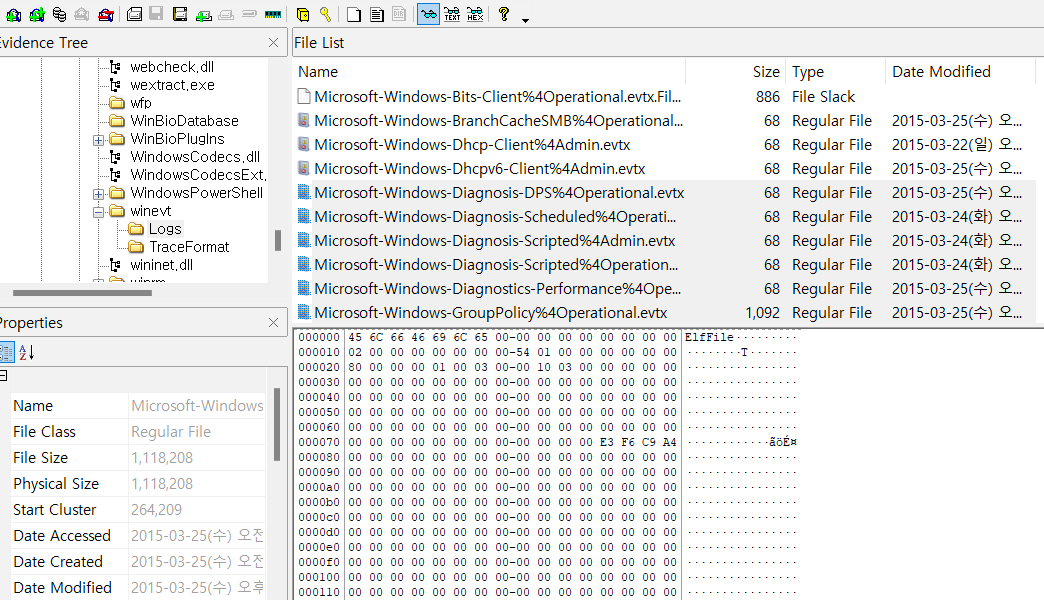 TEXT HEX
Evidence Tree
webcheck.dll
wextract.exe
wfp
WinBioDatabase
WinBioPlugIns
WindowsCodecs.dll
WindowsCodecsExt.
WindowsPowerShell
winevt
Logs
TraceFormat
wininet.dll
winrm
Properties
Name Microsoft-Windows
File Class Regular File
File Size 1,118,208
Physical Size 1,118,208
Start Cluster 264,209
Date Accessed 2015-03-25(수) 오전
Date Created 2015-03-25(수) 오전
Date Modified 2015-03-25(수) 오후
File List
Name Size Type Date Modified
Microsoft-Windows-Bits-Client%4Operational.evtx.Fil... 886 File Slack
Microsoft-Windows-BranchCacheSMB%4Operational... 68 Regular File 2015-03-25(수) 오...
Microsoft-Windows-Dhcp-Client%4Admin.evtx 68 Regular File 2015-03-22(일) 오...
Microsoft-Windows-Dhcpv6-Client%4Admin.evtx 68 Regular File 2015-03-25(수) 오...
Microsoft-Windows-Diagnosis-DPS%4Operational.evtx 68 Regular File 2015-03-25(수) 오...
Microsoft-Windows-Diagnosis-Scheduled%4Operati... 68 Regular File 2015-03-24(화) 오...
Microsoft-Windows-Diagnosis-Scripted%4Admin.evtx 68 Regular File 2015-03-24(화) 오...
Microsoft-Windows-Diagnosis-Scripted%4Operation... 68 Regular File 2015-03-24(화) 오...
Microsoft-Windows-Diagnostics-Performance%4Ope... 68 Regular File 2015-03-25(수) 오...
Microsoft-Windows-GroupPolicy%4Operational.evtx 1,092 Regular File 2015-03-25(수) 오...
000000 45 6C 66 46 69 6C 65 00-00 00 00 00 00 00 00 00 ElfFile·········
000010 02 00 00 00 00 00 00 00-54 01 00 00 00 00 00 00 ········T·······
000020 80 00 00 00 01 00 03 00-00 10 03 00 00 00 00 00 ················
000030 00 00 00 00 00 00 00 00-00 00 00 00 00 00 00 00 ················
000040 00 00 00 00 00 00 00 00-00 00 00 00 00 00 00 00 ················
000050 00 00 00 00 00 00 00 00-00 00 00 00 00 00 00 00 ················
000060 00 00 00 00 00 00 00 00-00 00 00 00 00 00 00 00 ················
000070 00 00 00 00 00 00 00 00-00 00 00 00 E3 F6 C9 A4 ············ãöÉ¤
000080 00 00 00 00 00 00 00 00-00 00 00 00 00 00 00 00 ················
000090 00 00 00 00 00 00 00 00-00 00 00 00 00 00 00 00 ················
0000a0 00 00 00 00 00 00 00 00-00 00 00 00 00 00 00 00 ················
0000b0 00 00 00 00 00 00 00 00-00 00 00 00 00 00 00 00 ················
0000c0 00 00 00 00 00 00 00 00-00 00 00 00 00 00 00 00 ················
0000d0 00 00 00 00 00 00 00 00-00 00 00 00 00 00 00 00 ················
0000e0 00 00 00 00 00 00 00 00-00 00 00 00 00 00 00 00 ················
0000f0 00 00 00 00 00 00 00 00-00 00 00 00 00 00 00 00 ················
000100 00 00 00 00 00 00 00 00-00 00 00 00 00 00 00 00 ················
000110 00 00 00 00 00 00 00 00-00 00 00 00 00 00 00 00 ················